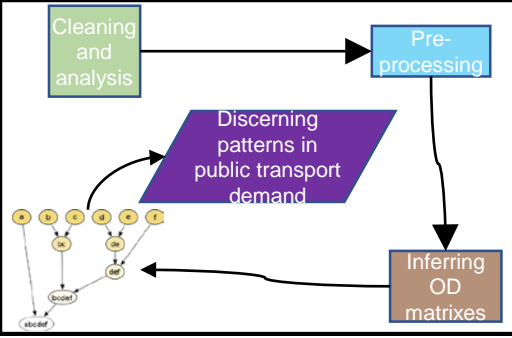 Cleaning
and
analysis
Pre-
processing
Discerning
patterns in
public transport
demand
a b c d e f
bc de
def
bcdef
abcdef
Inferring
OD
matrixes